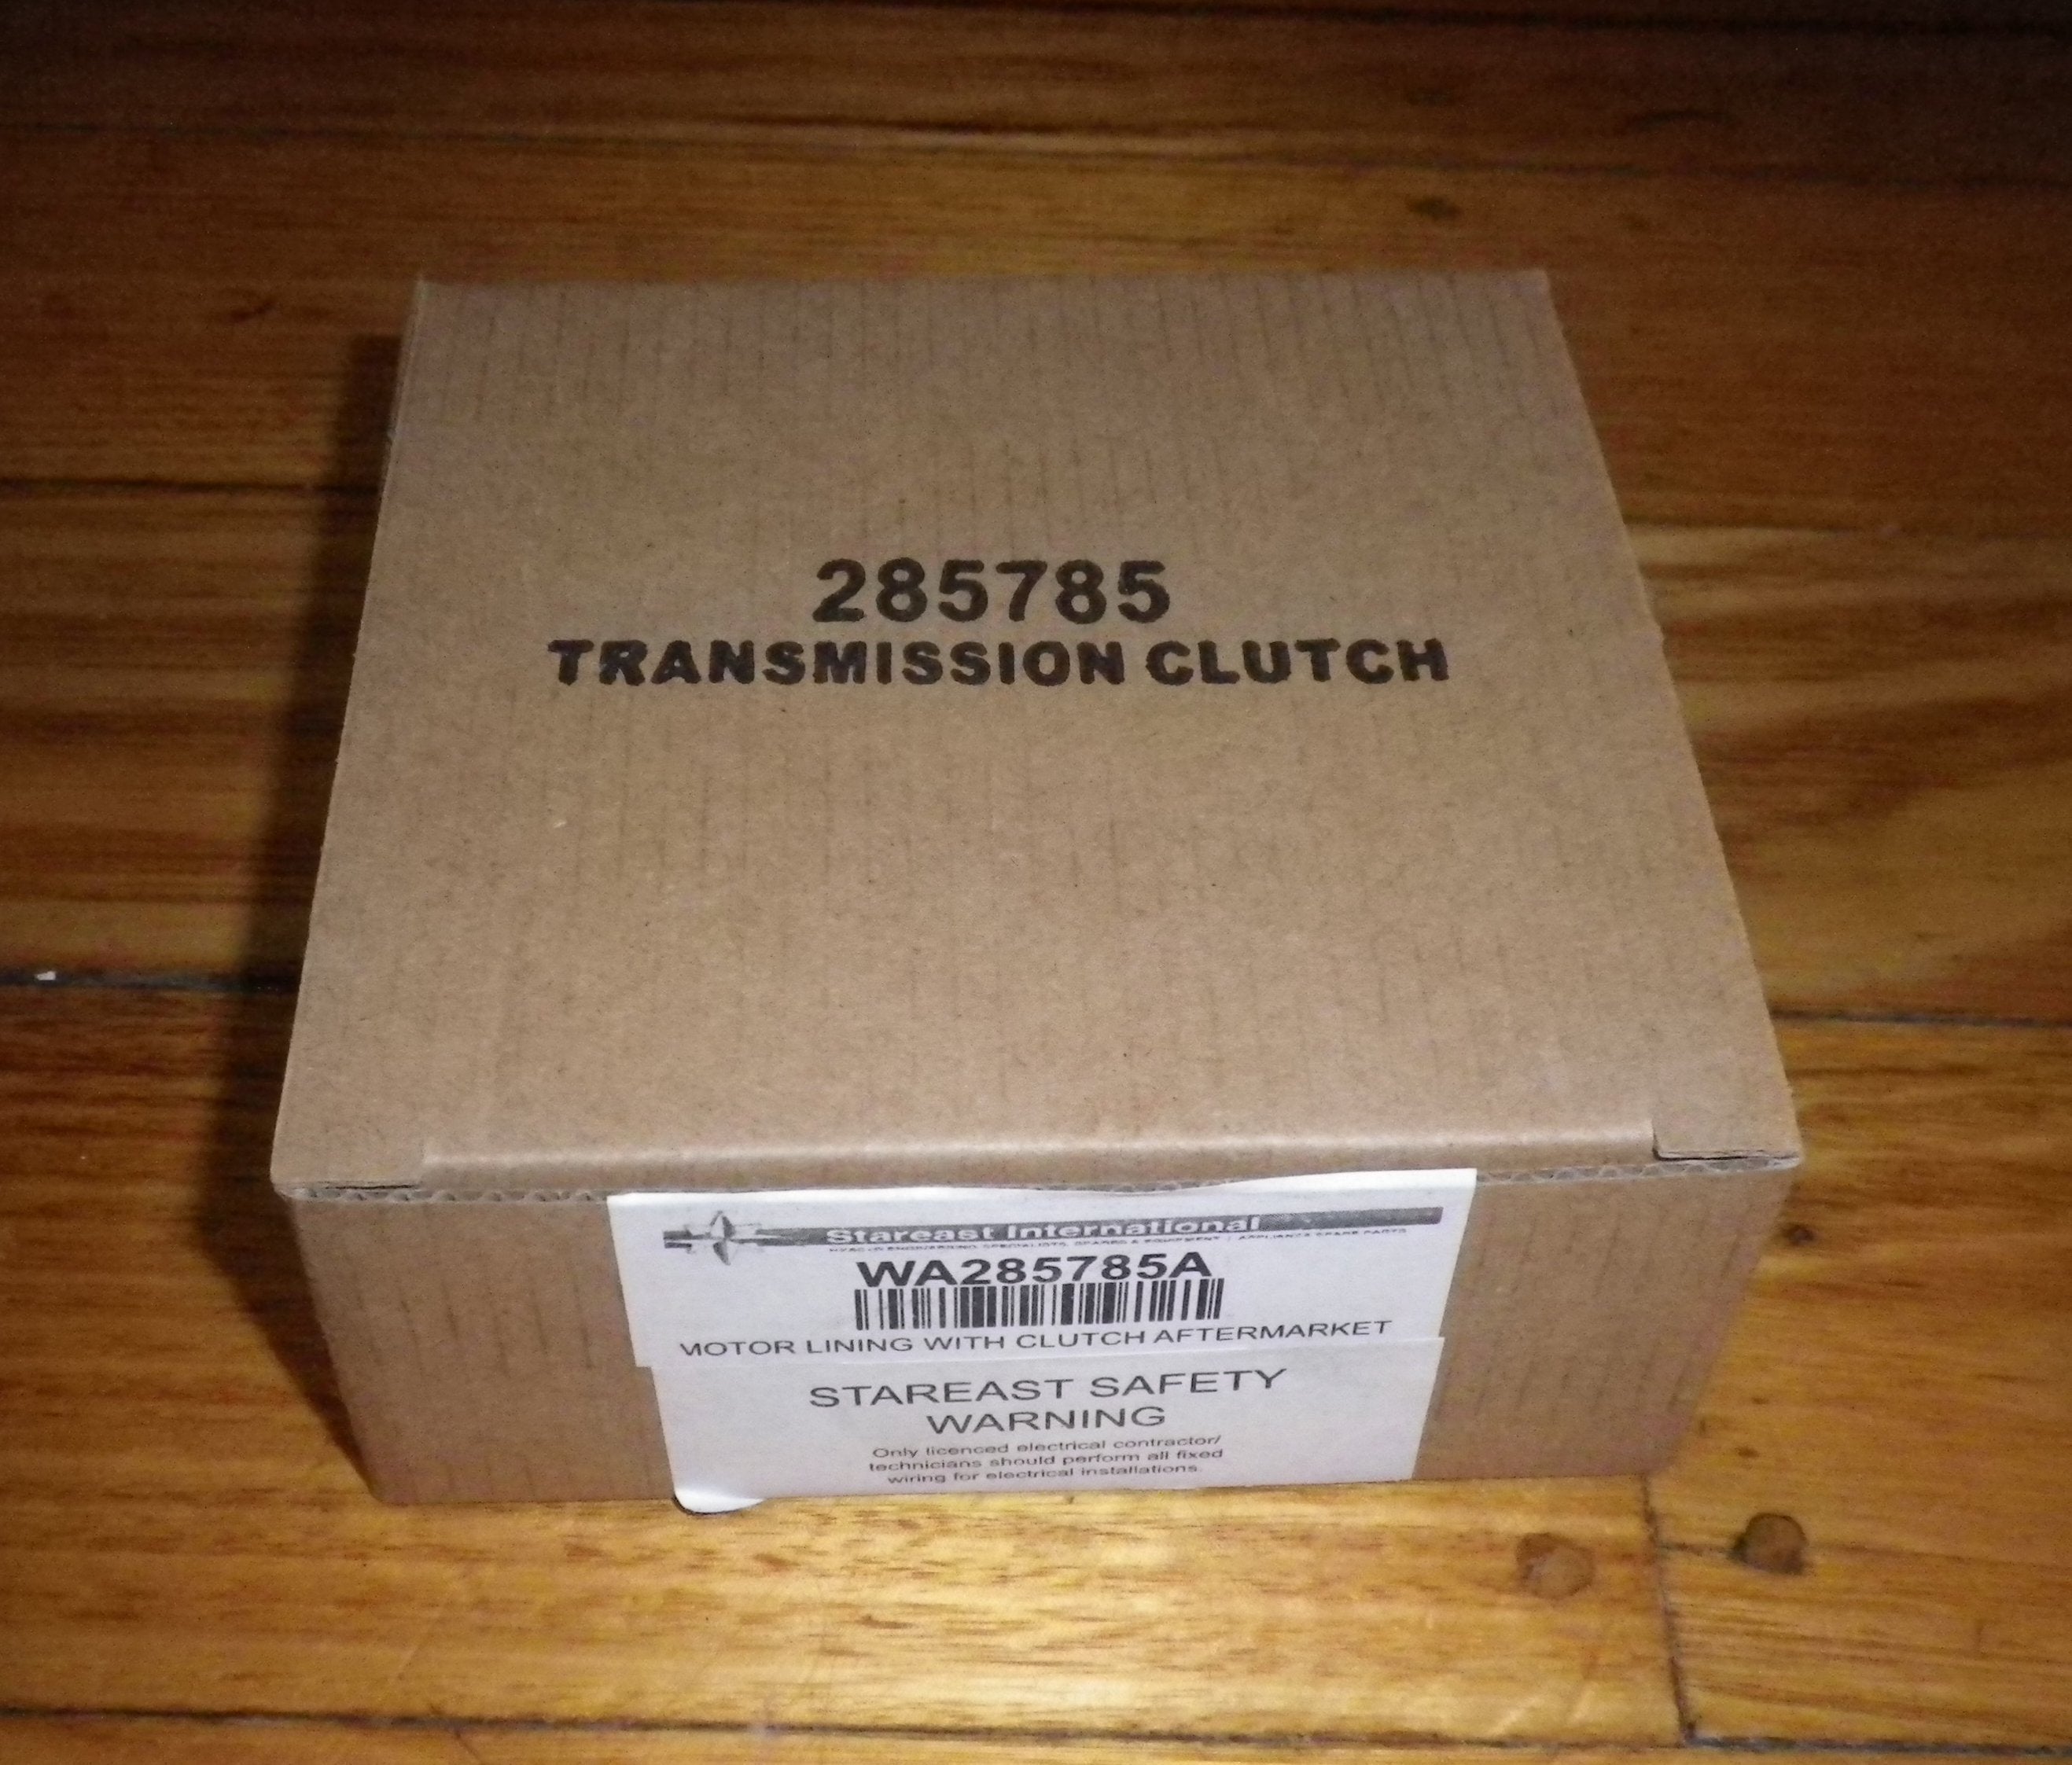 285785
TRANSMISSION CLUTCH
Stareast International
WA285785A
MOTOR LINING WITH CLUTCH AFTERMARKET
STAREAST SAFETY
WARNING
Only licenced electrical contractor/
technicians should perform all fixed
wiring for electrical installations.